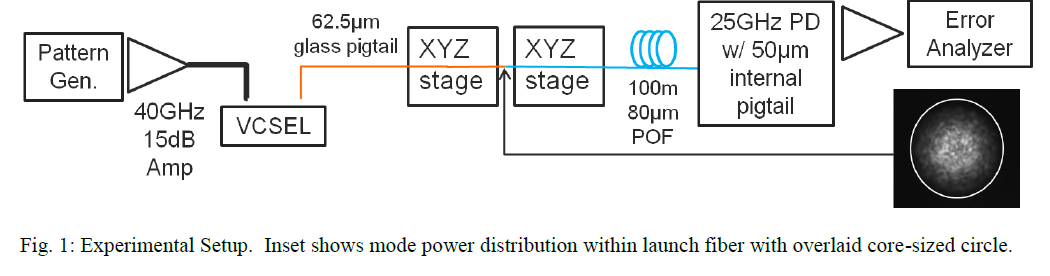 Pattern
Gen.
40GHz
15dB
Amp
VCSEL
62.5μm
glass pigtail
XYZ
stage
XYZ
stage
100m
80μm
POF
25GHz PD
w/ 50μm
internal
pigtail
Error
Analyzer
Fig. 1: Experimental Setup.  Inset shows mode power distribution within launch fiber with overlaid core-sized circle.